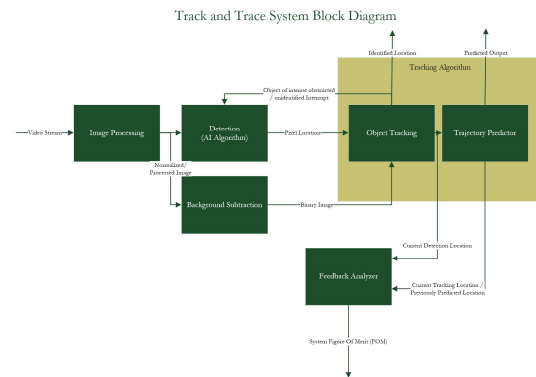 Track and Trace System Block Diagram
Identified Location
Predicted Output
Tracking Algorithm
Object of interest obstructed
/ unidentified Interrupt
Video Stream
Image Processing
Detection
(AI Algorithm)
Pixel Location
Object Tracking
Trajectory Predictor
Normalized/
Processed Image
Background Subtraction
Binary Image
Current Detection Location
Feedback Analyzer
Current Tracking Location /
Previously Predicted Location
System Figure Of Merit (FOM)